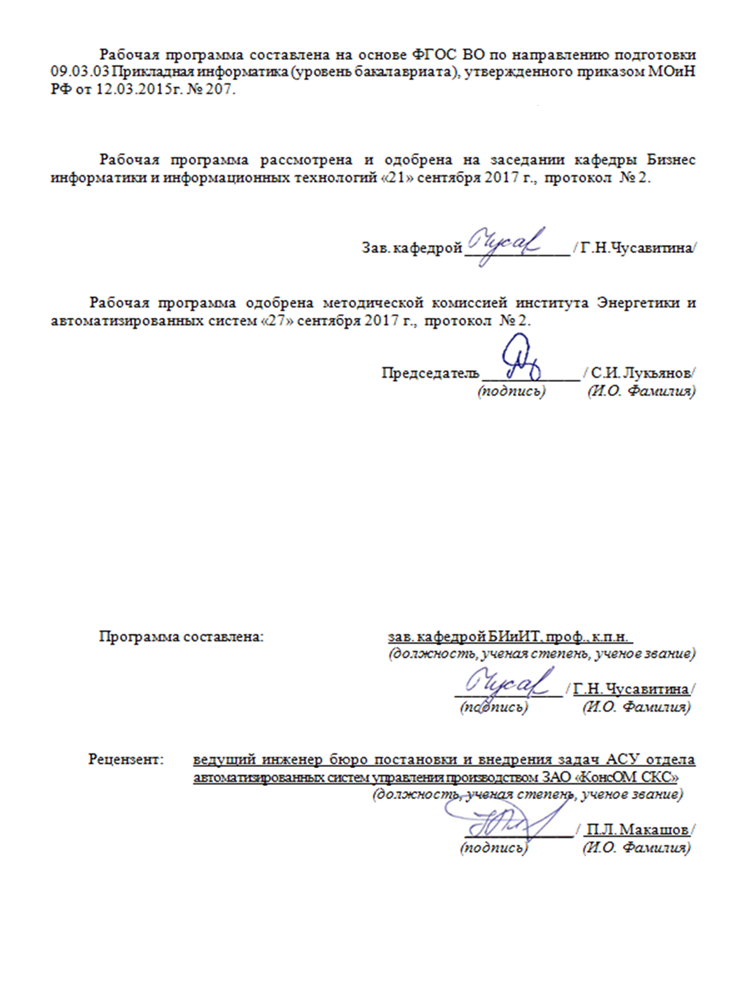 Рабочая программа составлена на основе ФГОС ВО по направлению подготовки
09.03.03 Прикладная информатика (уровень бакалавриата), утвержденного приказом МОиН
РФ от 12.03.2015г. № 207.
Рабочая программа рассмотрена и одобрена на заседании кафедры Бизнес
информатики и информационных технологий «21» сентября 2017 г., протокол № 2.
Зав. кафедрой Чусав / Г.Н.Чусавитина/
Рабочая программа одобрена методической комиссией института Энергетики и
автоматизированных систем «27» сентября 2017 г., протокол № 2.
Председатель ____________ / С.И. Лукьянов/
(подпись) (И.О. Фамилия)
Программа составлена: зав. кафедрой БИиИТ, проф., к.п.н.
(должность, ученая степень, ученое звание)
Чусав / Г.Н. Чусавитина/
(подпись) (И.О. Фамилия)
Рецензент: ведущий инженер бюро постановки и внедрения задач АСУ отдела
автоматизированных систем управления производством ЗАО «КонсОМ СКС»
(должность, ученая степень, ученое звание)
_____________ / П.Л. Макашов/
(подпись) (И.О. Фамилия)